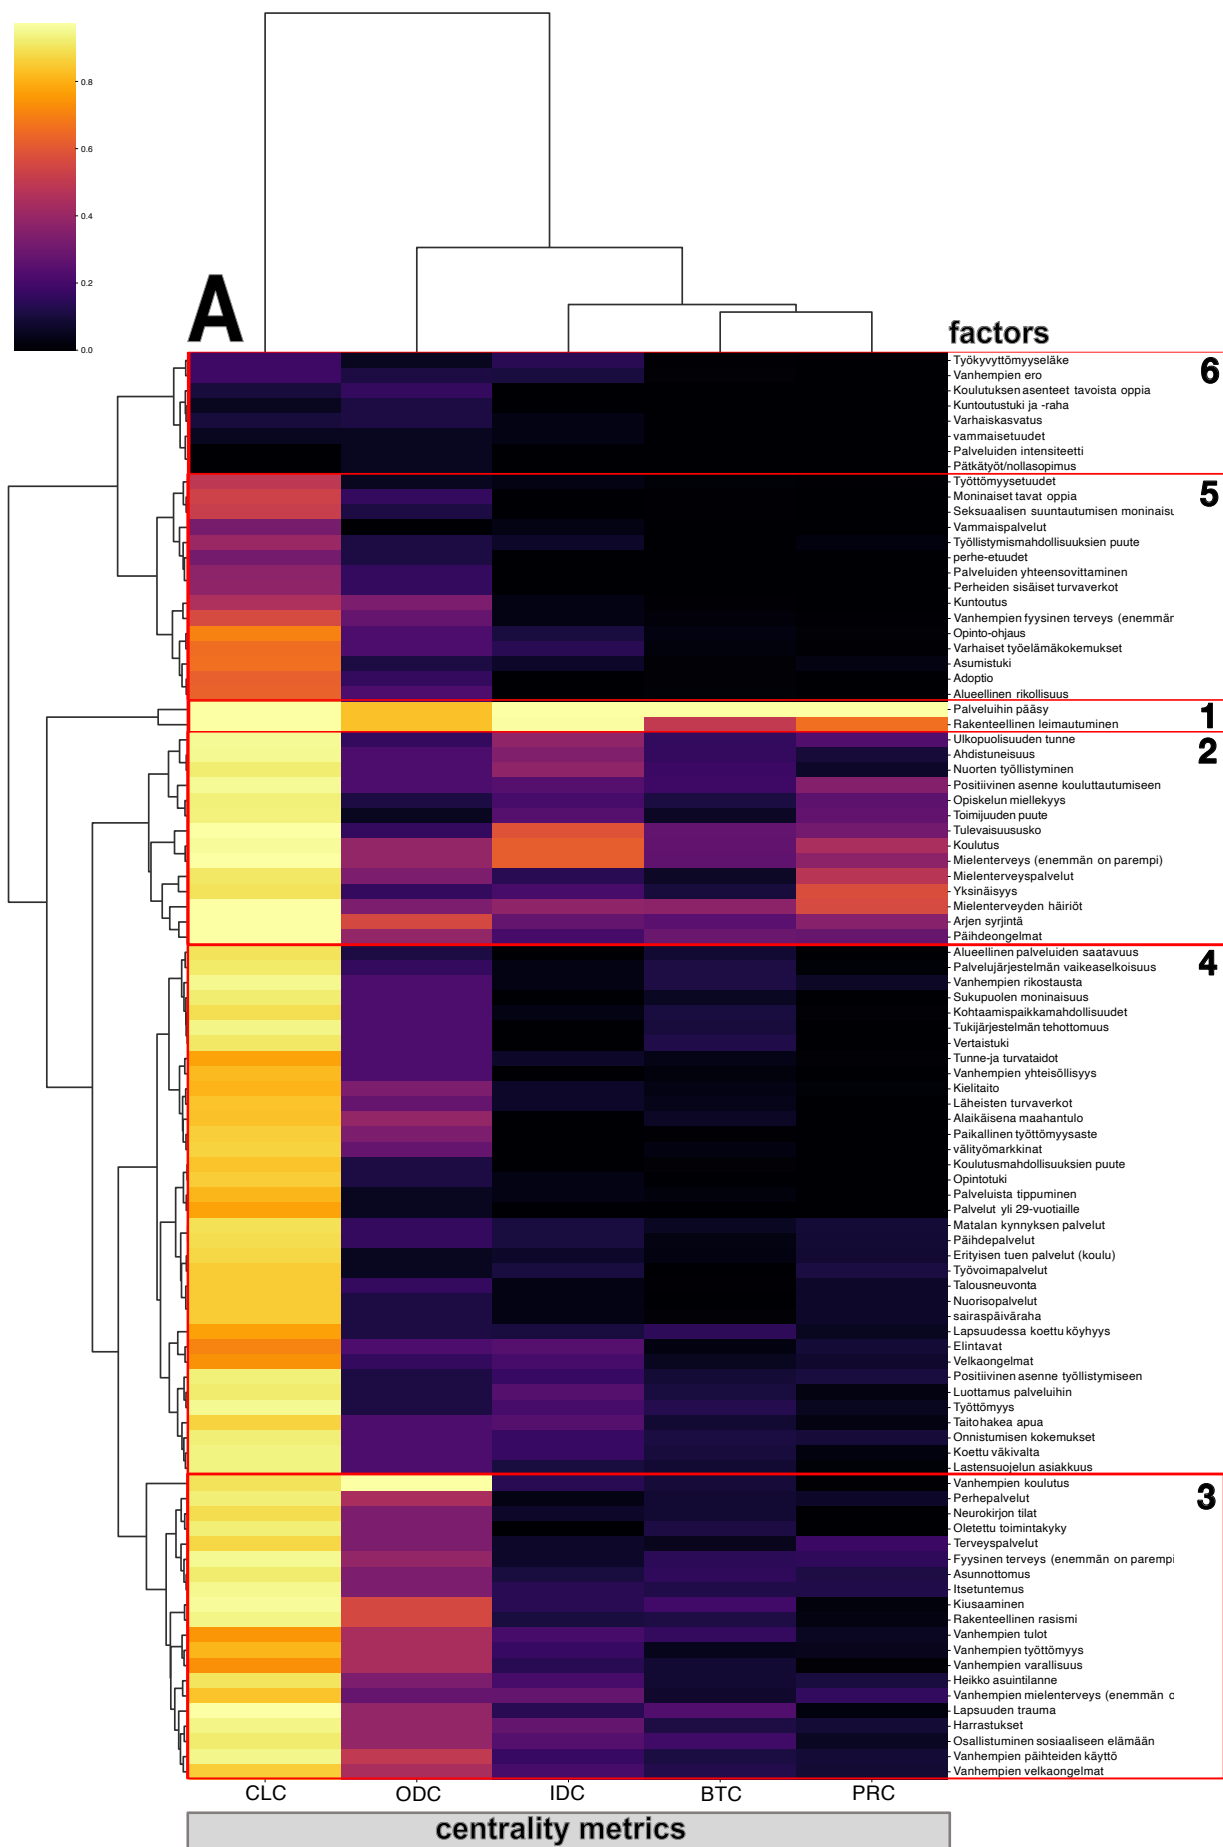 0.8
0.6
0.4
0.2
0.0
A
factors
6
Työkyvyttömyyseläke
Vanhempien ero
Koulutuksen asenteet tavoista oppia
Kuntoutustuki ja -raha
Varhaiskasvatus
vammaisetuudet
Palveluiden intensiteetti
Pätkätyöt/nollasopimus
5
Työttömyysetuudet
Moninaiset tavat oppia
Seksuaalisen suuntautumisen moninaisu
Vammaispalvelut
Työllistymismahdollisuuksien puute
perhe-etuudet
Palveluiden yhteensovittaminen
Perheiden sisäiset turvaverkot
Kuntoutus
Vanhempien fyysinen terveys (enemmär
Opinto-ohjaus
Varhaiset työelämäkokemukset
Asumistuki
Adoptio
Alueellinen rikollisuus
1
Palveluihin pääsy
Rakenteellinen leimautuminen
2
Ulkopuolisuuden tunne
Ahdistuneisuus
Nuorten työllistyminen
Positiivinen asenne kouluttautumiseen
Opiskelun miellekyys
Toimijuuden puute
Tulevaisuususko
Koulutus
Mielenterveys (enemmän on parempi)
Mielenterveyspalvelut
Yksinäisyys
Mielenterveyden häiriöt
Arjen syrjintä
Päihdeongelmat
4
Alueellinen palveluiden saatavuus
Palvelujärjestelmän vaikeaselkoisuus
Vanhempien rikostausta
Sukupuolen moninaisuus
Kohtaamispaikkamahdollisuudet
Tukijärjestelmän tehottomuus
Vertaistuki
Tunne-ja turvataidot
Vanhempien yhteisöllisyys
Kielitaito
Läheisten turvaverkot
Alaikäisena maahantulo
Paikallinen työttömyysaste
välityömarkkinat
Koulutusmahdollisuuksien puute
Opintotuki
Palveluista tippuminen
Palvelut yli 29-vuotiaille
Matalan kynnyksen palvelut
Päihdepalvelut
Erityisen tuen palvelut (koulu)
Työvoimapalvelut
Talousneuvonta
Nuorisopalvelut
sairaspäiväraha
Lapsuudessa koettu köyhyys
Elintavat
Velkaongelmat
Positiivinen asenne työllistymiseen
Luottamus palveluihin
Työttömyys
Taito hakea apua
Onnistumisen kokemukset
Koettu väkivalta
Lastensuojelun asiakkuus
3
Vanhempien koulutus
Perhepalvelut
Neurokirjon tilat
Oletettu toimintakyky
Terveyspalvelut
Fyysinen terveys (enemmän on parempi
Asunnottomus
Itsetuntemus
Kiusaaminen
Rakenteellinen rasismi
Vanhempien tulot
Vanhempien työttömyys
Vanhempien varallisuus
Heikko asuintilanne
Vanhempien mielenterveys (enemmän c
Lapsuuden trauma
Harrastukset
Osallistuminen sosiaaliseen elämään
Vanhempien päihteiden käyttö
Vanhempien velkaongelmat
CLC ODC IDC BTC PRC
centrality metrics